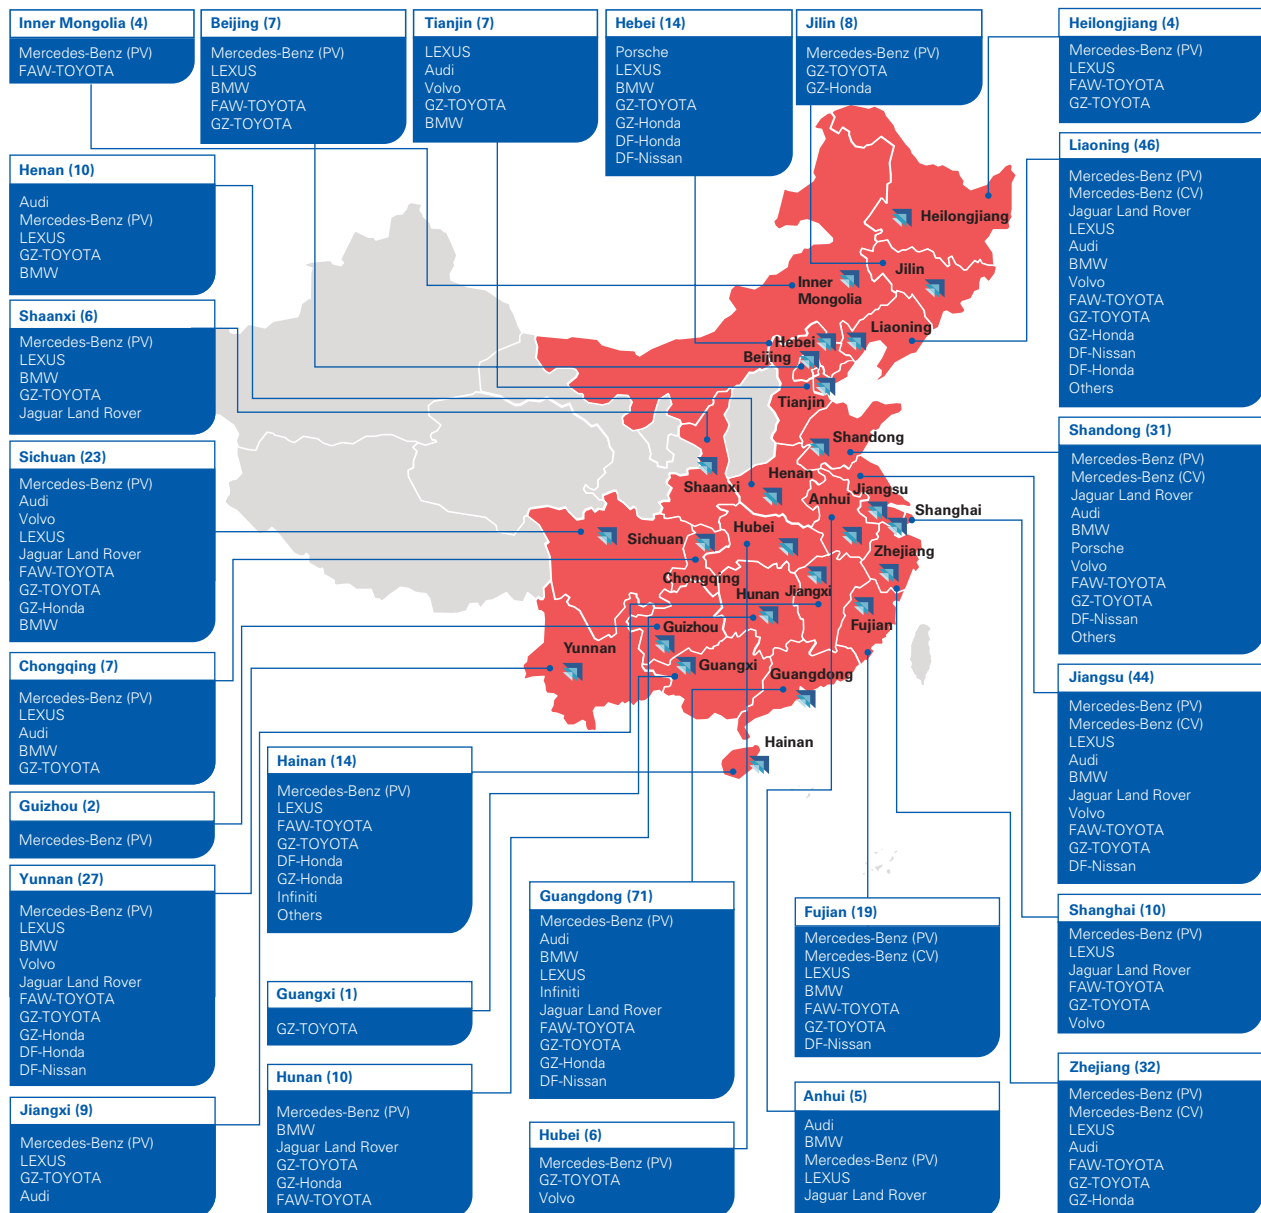 Inner Mongolia (4)
Mercedes-Benz (PV)
FAW-TOYOTA
Beijing (7)
Mercedes-Benz (PV)
LEXUS
BMW
FAW-TOYOTA
GZ-TOYOTA
Tianjin (7)
LEXUS
Audi
Volvo
GZ-TOYOTA
BMW
Hebei (14)
Porsche
LEXUS
BMW
GZ-TOYOTA
GZ-Honda
DF-Honda
DF-Nissan
Jilin (8)
Mercedes-Benz (PV)
GZ-TOYOTA
GZ-Honda
Heilongjiang (4)
Mercedes-Benz (PV)
LEXUS
FAW-TOYOTA
GZ-TOYOTA
Henan (10)
Audi
Mercedes-Benz (PV)
LEXUS
GZ-TOYOTA
BMW
Shaanxi (6)
Mercedes-Benz (PV)
LEXUS
BMW
GZ-TOYOTA
Jaguar Land Rover
Sichuan (23)
Mercedes-Benz (PV)
Audi
Volvo
LEXUS
Jaguar Land Rover
FAW-TOYOTA
GZ-TOYOTA
GZ-Honda
BMW
Chongqing (7)
Mercedes-Benz (PV)
LEXUS
Audi
BMW
GZ-TOYOTA
Guizhou (2)
Mercedes-Benz (PV)
Yunnan (27)
Mercedes-Benz (PV)
LEXUS
BMW
Volvo
Jaguar Land Rover
FAW-TOYOTA
GZ-TOYOTA
GZ-Honda
DF-Honda
DF-Nissan
Jiangxi (9)
Mercedes-Benz (PV)
LEXUS
GZ-TOYOTA
Audi
Heilongjiang
Jilin
Inner
Mongolia
Liaoning
Hebei
Beijing
Tianjin
Shandong
Henan
Shaanxi
Anhui
Jiangsu
Shanghai
Hubei
Sichuan
Zhejiang
Chongqing
Hunan
Jiangxi
Guizhou
Fujian
Yunnan
Guangxi
Guangdong
Hainan
Hainan (14)
Mercedes-Benz (PV)
LEXUS
FAW-TOYOTA
GZ-TOYOTA
DF-Honda
GZ-Honda
Infiniti
Others
Guangxi (1)
GZ-TOYOTA
Hunan (10)
Mercedes-Benz (PV)
BMW
Jaguar Land Rover
GZ-TOYOTA
GZ-Honda
FAW-TOYOTA
Guangdong (71)
Mercedes-Benz (PV)
Audi
BMW
LEXUS
Infiniti
Jaguar Land Rover
FAW-TOYOTA
GZ-TOYOTA
GZ-Honda
DF-Nissan
Hubei (6)
Mercedes-Benz (PV)
GZ-TOYOTA
Volvo
Fujian (19)
Mercedes-Benz (PV)
Mercedes-Benz (CV)
LEXUS
BMW
FAW-TOYOTA
GZ-TOYOTA
DF-Nissan
Anhui (5)
Audi
BMW
Mercedes-Benz (PV)
LEXUS
Jaguar Land Rover
Liaoning (46)
Mercedes-Benz (PV)
Mercedes-Benz (CV)
Jaguar Land Rover
LEXUS
Audi
BMW
Volvo
FAW-TOYOTA
GZ-TOYOTA
GZ-Honda
DF-Nissan
DF-Honda
Others
Shandong (31)
Mercedes-Benz (PV)
Mercedes-Benz (CV)
Jaguar Land Rover
Audi
BMW
Porsche
Volvo
FAW-TOYOTA
GZ-TOYOTA
DF-Nissan
Others
Jiangsu (44)
Mercedes-Benz (PV)
Mercedes-Benz (CV)
LEXUS
Audi
BMW
Jaguar Land Rover
Volvo
FAW-TOYOTA
GZ-TOYOTA
DF-Nissan
Shanghai (10)
Mercedes-Benz (PV)
LEXUS
Jaguar Land Rover
FAW-TOYOTA
GZ-TOYOTA
Volvo
Zhejiang (32)
Mercedes-Benz (PV)
Mercedes-Benz (CV)
LEXUS
Audi
FAW-TOYOTA
GZ-TOYOTA
GZ-Honda